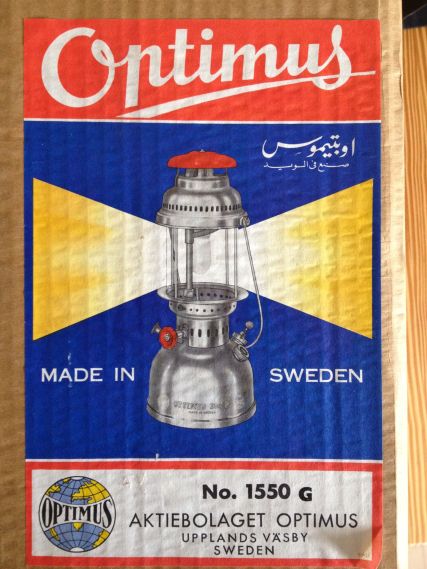 Optimus
اوبتيموس
صنع في السويد
MADE IN SWEDEN
OPTIMUS
No. 1550 G
AKTIEBOLAGET OPTIMUS
UPPLANDS VÄSBY
SWEDEN